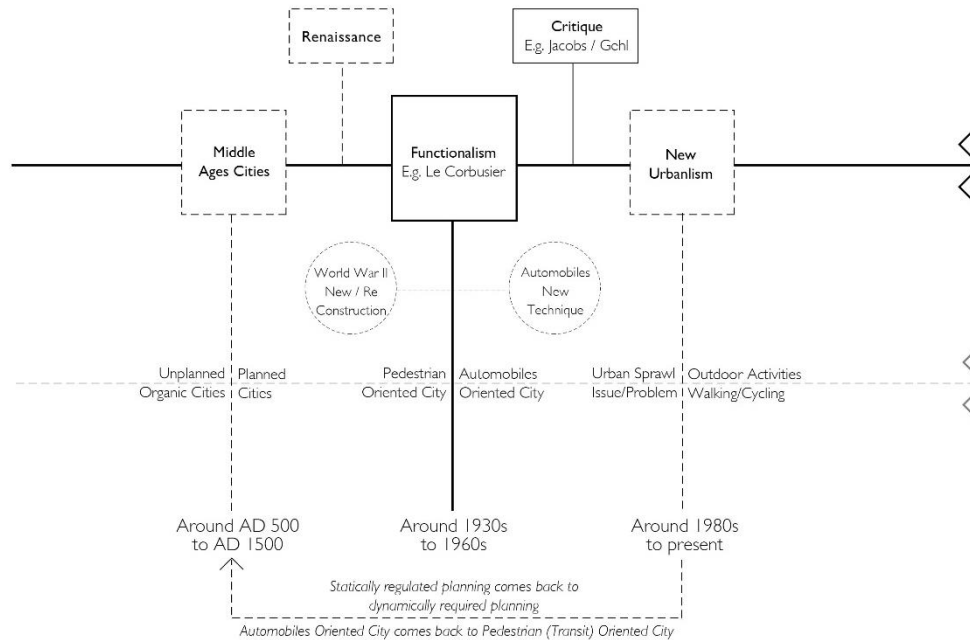 Renaissance
Critique
E.g. Jacobs / Gehl
Middle
Ages Cities
Functionalism
E.g. Le Corbusier
New
Urbanlism
World War II
New / Re
Construction
Automobiles
New
Technique
Unplanned
Organic Cities
Planned
Cities
Pedestrian
Oriented City
Automobiles
Oriented City
Urban Sprawl
Issue/Problem
Outdoor Activities
Walking/Cycling
Around AD 500
to AD 1500
Around 1930s
to 1960s
Around 1980s
to present
Statically regulated planning comes back to
dynamically required planning
Automobiles Oriented City comes back to Pedestrian (Transit) Oriented City